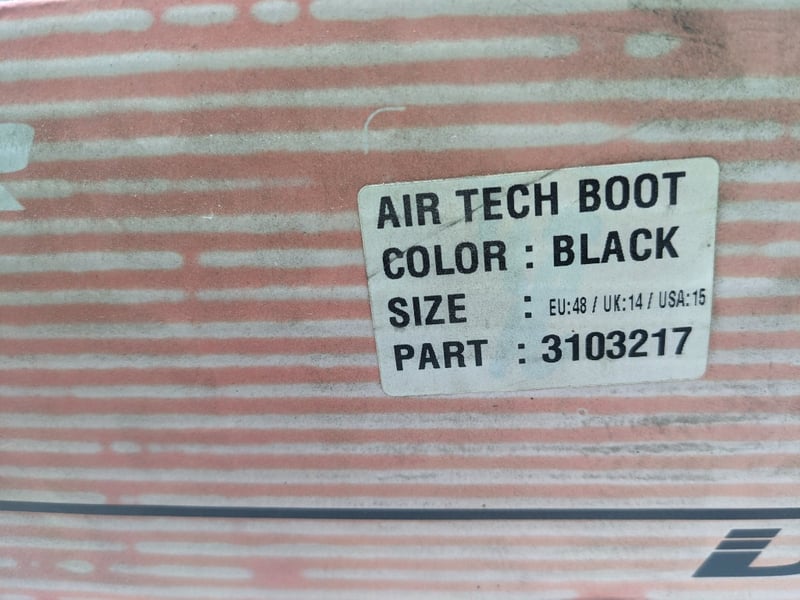 AIR TECH BOOT
COLOR : BLACK
SIZE : EU:48 / UK:14 / USA:15
PART : 3103217